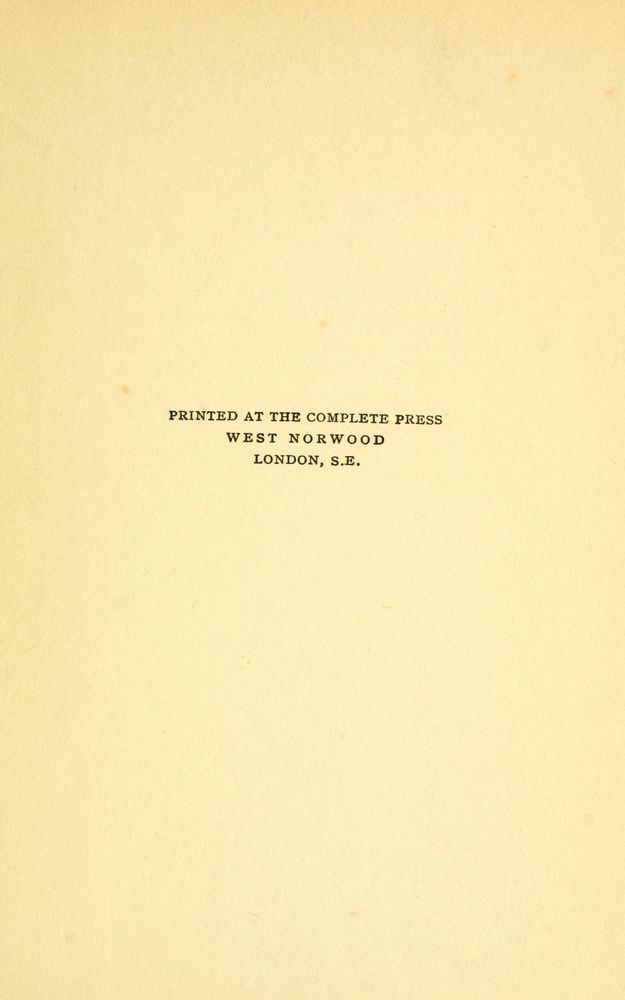 PRINTED AT THE COMPLETE PRESS
WEST NORWOOD
LONDON, S.E.